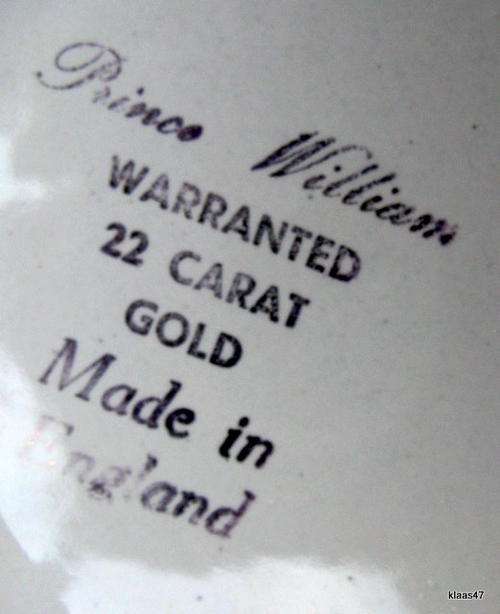 Prince William
WARRANTED
22 CARAT
GOLD
Made in
England
klaas47